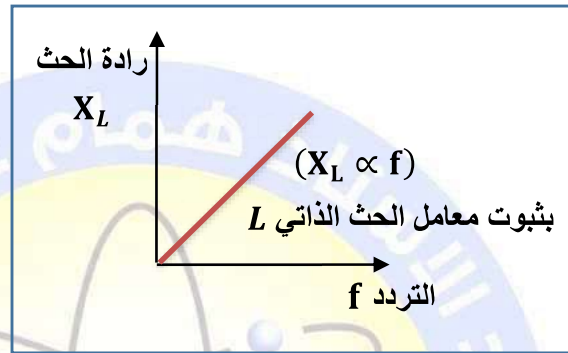 رادة الحث
X_L
(X_L ∝ f)
بثبوت معامل الحث الذاتي L
التردد f